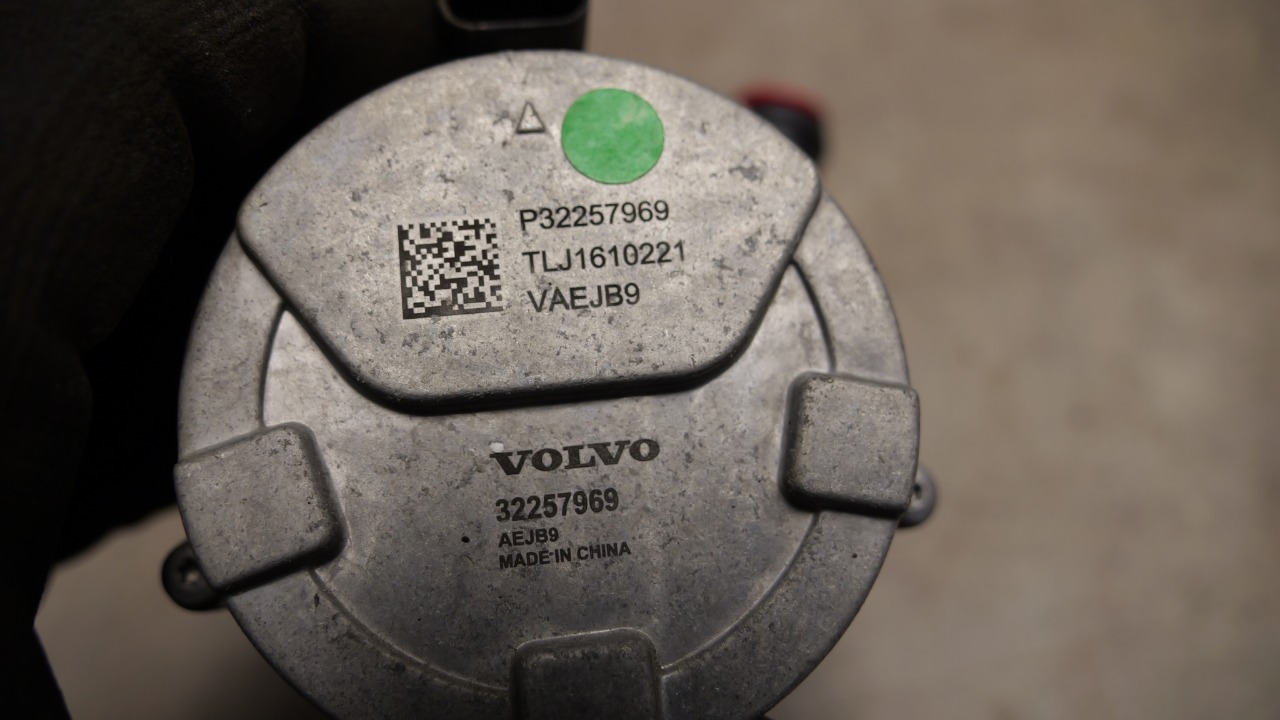 P32257969
TLJ1610221
VAEJB9
VOLVO
32257969
AEJB9
MADE IN CHINA